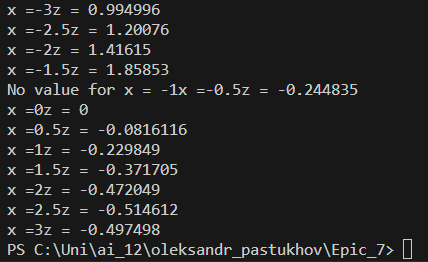 x =-3z = 0.994996
x =-2.5z = 1.20076
x =-2z = 1.41615
x =-1.5z = 1.85853
No value for x = -1x =-0.5z = -0.244835
x =0z = 0
x =0.5z = -0.0816116
x =1z = -0.229849
x =1.5z = -0.371705
x =2z = -0.472049
x =2.5z = -0.514612
x =3z = -0.497498
PS C:\Uni\ai_12\oleksandr_pastukhov\Epic_7>